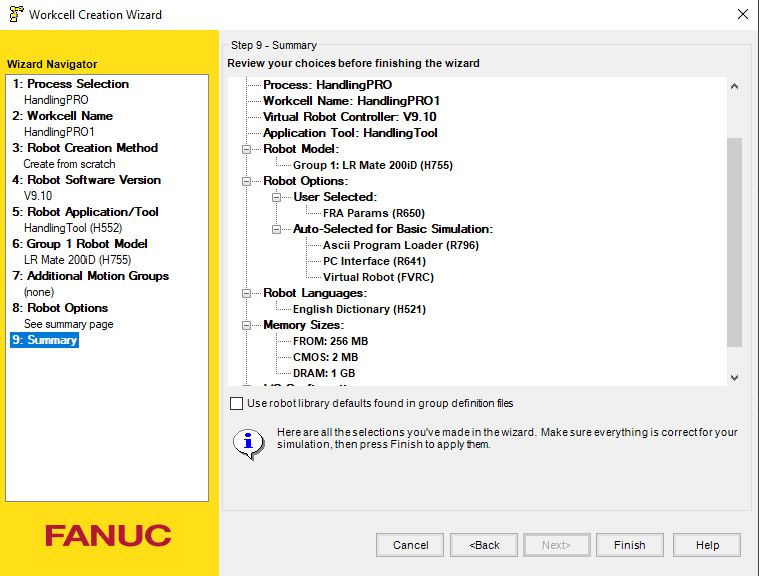 Workcell Creation Wizard
Wizard Navigator
1: Process Selection
HandlingPRO
2: Workcell Name
HandlingPRO1
3: Robot Creation Method
Create from scratch
4: Robot Software Version
V9.10
5: Robot Application/Tool
HandlingTool (H552)
6: Group 1 Robot Model
LR Mate 200iD (H755)
7: Additional Motion Groups
(none)
8: Robot Options
See summary page
9: Summary
FANUC
Step 9 - Summary
Review your choices before finishing the wizard
Process: HandlingPRO
Workcell Name: HandlingPRO1
Virtual Robot Controller: V9.10
Application Tool: HandlingTool
Robot Model:
Group 1: LR Mate 200iD (H755)
Robot Options:
User Selected:
FRA Params (R650)
Auto-Selected for Basic Simulation:
Ascii Program Loader (R796)
PC Interface (R641)
Virtual Robot (FVRC)
Robot Languages:
English Dictionary (H521)
Memory Sizes:
FROM: 256 MB
CMOS: 2 MB
DRAM: 1 GB
Use robot library defaults found in group definition files
Here are all the selections you've made in the wizard. Make sure everything is correct for your
simulation, then press Finish to apply them.
Cancel
<Back
Next>
Finish
Help